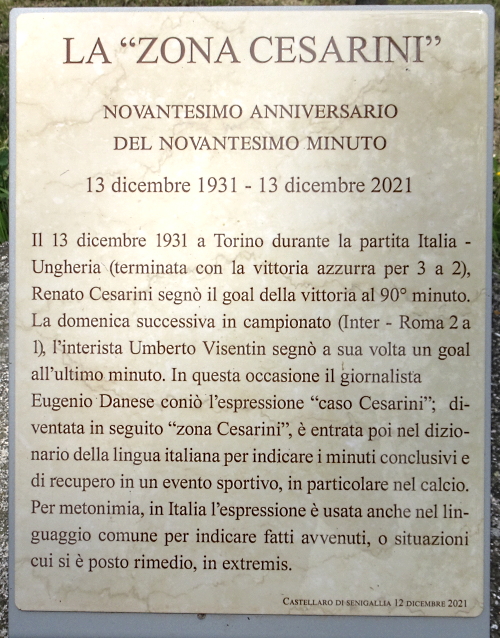 LA “ZONA CESARINI”
NOVANTESIMO ANNIVERSARIO
DEL NOVANTESIMO MINUTO
13 dicembre 1931 - 13 dicembre 2021
Il 13 dicembre 1931 a Torino durante la partita Italia -
Ungheria (terminata con la vittoria azzurra per 3 a 2),
Renato Cesarini segnò il goal della vittoria al 90° minuto.
La domenica successiva in campionato (Inter - Roma 2 a
1), l’interista Umberto Visentin segnò a sua volta un goal
all’ultimo minuto. In questa occasione il giornalista
Eugenio Danese coniò l’espressione “caso Cesarini”; di-
ventata in seguito “zona Cesarini”, è entrata poi nel dizio-
nario della lingua italiana per indicare i minuti conclusivi e
di recupero in un evento sportivo, in particolare nel calcio.
Per metonimia, in Italia l’espressione è usata anche nel lin-
guaggio comune per indicare fatti avvenuti, o situazioni
cui si è posto rimedio, in extremis.
CASTELLARO DI SENIGALLIA 12 DICEMBRE 2021